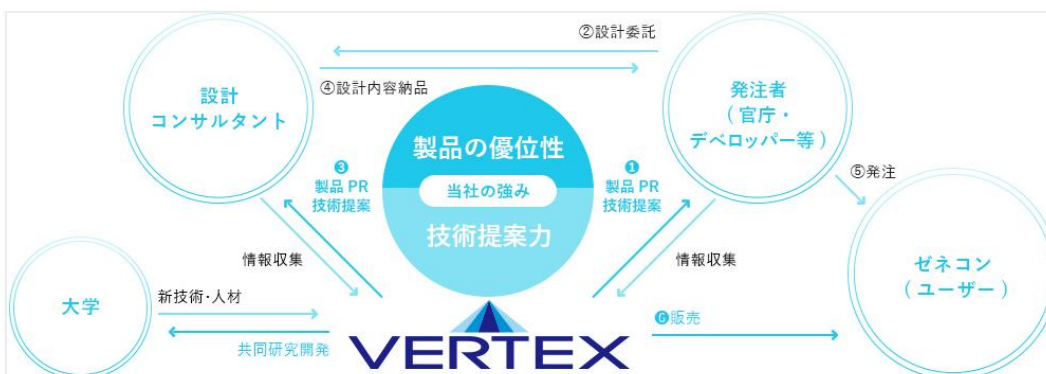 ②設計委託
④設計内容納品
設計
コンサルタント
発注者
(官庁・
デベロッパー等)
製品の優位性
当社の強み
技術提案力
❸
製品PR
技術提案
❶
製品PR
技術提案
⑤発注
情報収集
情報収集
ゼネコン
(ユーザー)
大学
新技術・人材
共同研究開発
❻販売
VERTEX